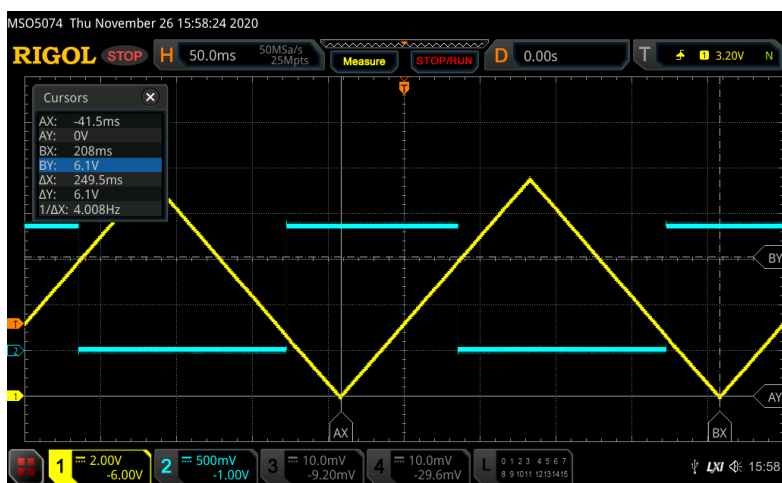 MSO5074 Thu November 26 15:58:24 2020
RIGOL STOP H 50.0ms 50MSa/s 25Mpts Measure STOP/RUN D 0.00s T 1 3.20V N
T
Cursors
AX: -41.5ms
AY: 0V
BX: 208ms
BY: 6.1V
ΔX: 249.5ms
ΔY: 6.1V
1/ΔX: 4.008Hz
BY
T
2
1
AY
AX BX
1 2.00V -6.00V 2 500mV -1.00V 3 10.0mV -9.20mV 4 10.0mV -29.6mV L 0 1 2 3 4 5 6 7 8 9 10 11 12 13 14 15 LXI 15:58